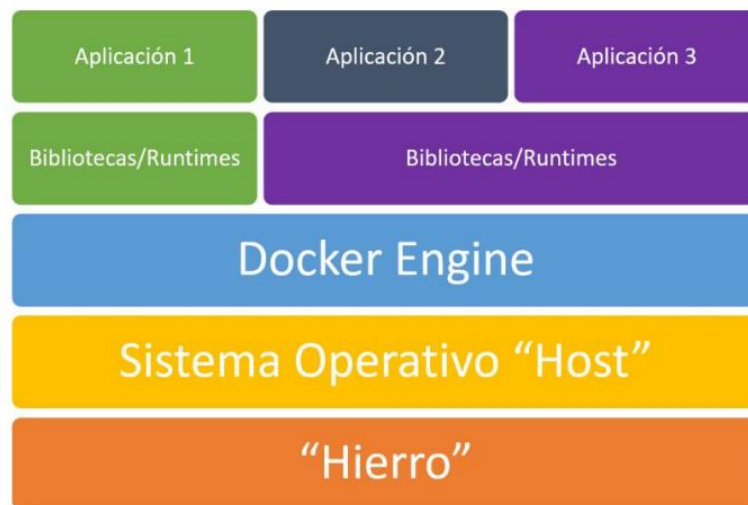 Aplicación 1
Aplicación 2
Aplicación 3
Bibliotecas/Runtimes
Bibliotecas/Runtimes
Docker Engine
Sistema Operativo “Host”
“Hierro”